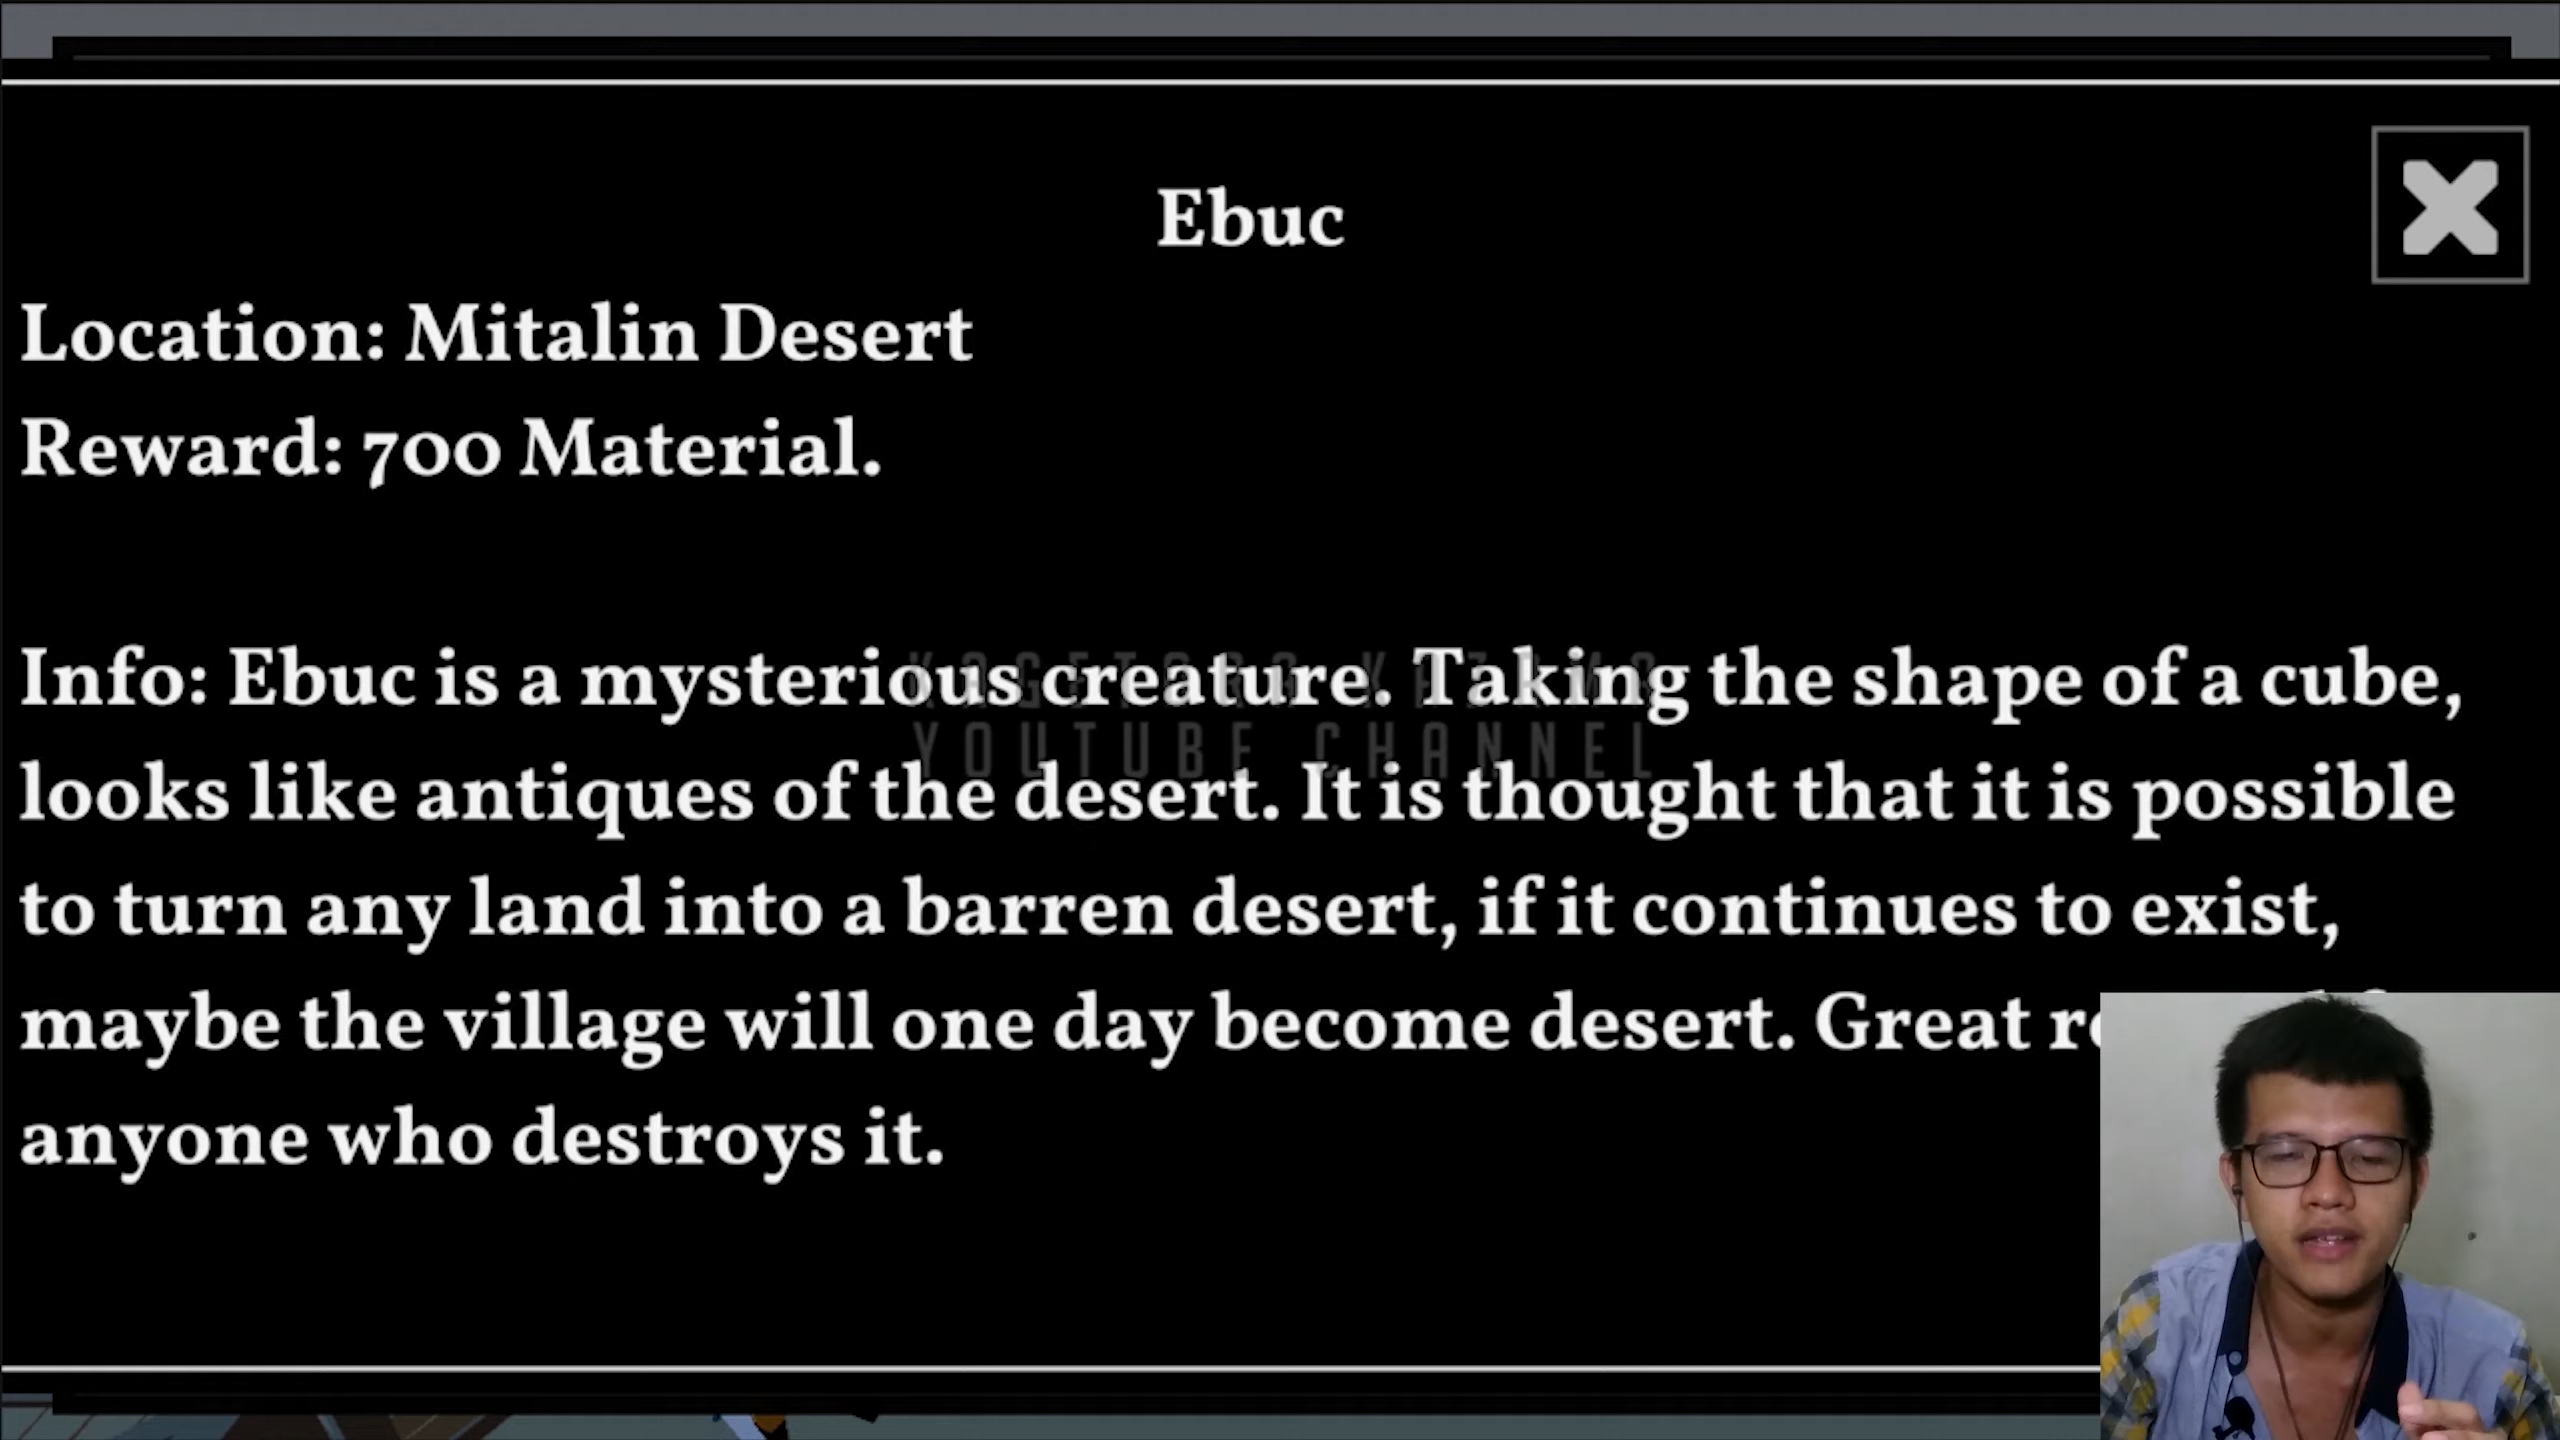 Ebuc
Location: Mitalin Desert
Reward: 700 Material.
Info: Ebuc is a mysterious creature. Taking the shape of a cube,
looks like antiques of the desert. It is thought that it is possible
to turn any land into a barren desert, if it continues to exist,
maybe the village will one day become desert. Great
anyone who destroys it.
YOUTUBE CHANNEL